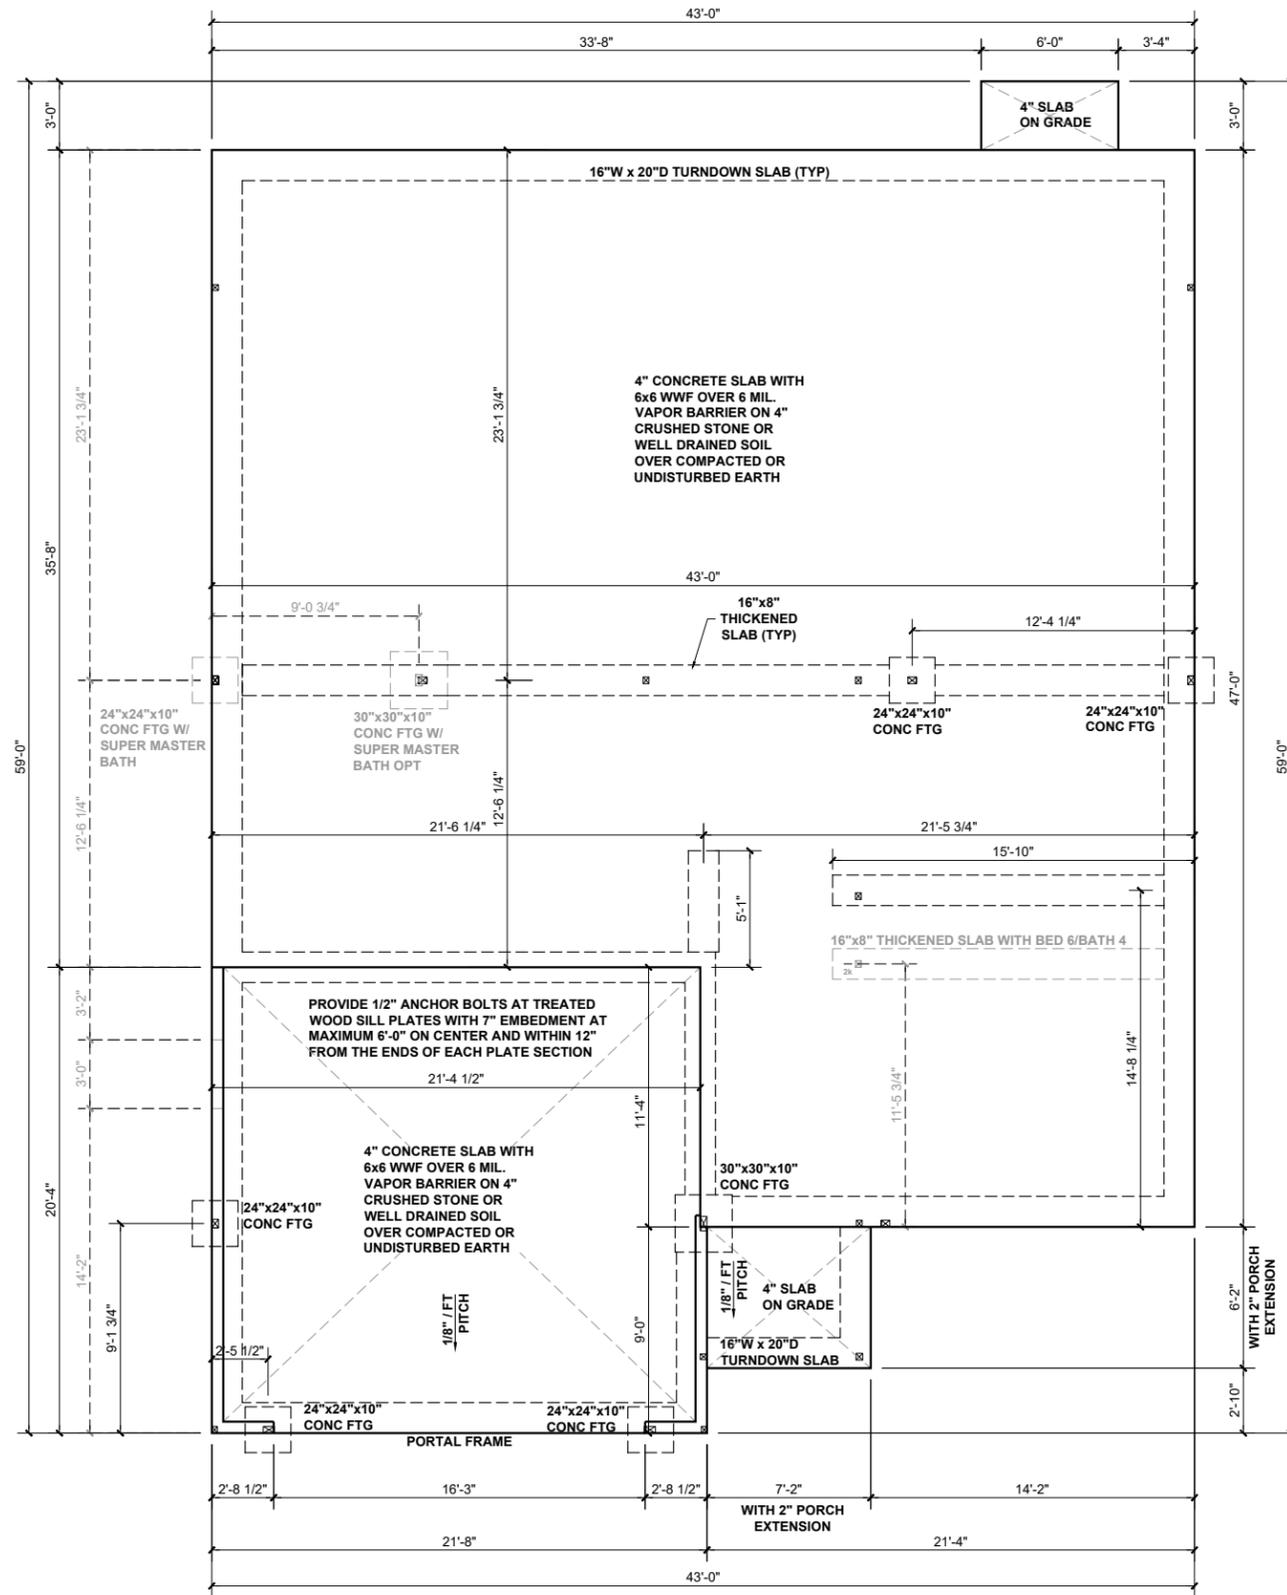 43'-0"
33'-8"
6'-0"
3'-4"
3'-0"
4" SLAB
ON GRADE
3'-0"
16"W x 20"D TURNDOWN SLAB (TYP)
23'-1 3/4"
23'-1 3/4"
4" CONCRETE SLAB WITH
6x6 WWF OVER 6 MIL.
VAPOR BARRIER ON 4"
CRUSHED STONE OR
WELL DRAINED SOIL
OVER COMPACTED OR
UNDISTURBED EARTH
35'-8"
43'-0"
9'-0 3/4"
16"x8"
THICKENED
SLAB (TYP)
12'-4 1/4"
47'-0"
24"x24"x10"
CONC FTG W/
SUPER MASTER
BATH
30"x30"x10"
CONC FTG W/
SUPER MASTER
BATH OPT
24"x24"x10"
CONC FTG
24"x24"x10"
CONC FTG
59'-0"
59'-0"
12'-6 1/4"
12'-6 1/4"
21'-6 1/4"
21'-5 3/4"
15'-10"
5'-1"
16"x8" THICKENED SLAB WITH BED 6/BATH 4
2k
3'-2"
PROVIDE 1/2" ANCHOR BOLTS AT TREATED
WOOD SILL PLATES WITH 7" EMBEDMENT AT
MAXIMUM 6'-0" ON CENTER AND WITHIN 12"
FROM THE ENDS OF EACH PLATE SECTION
3'-0"
21'-4 1/2"
11'-4"
11'-5 3/4"
14'-8 1/4"
4" CONCRETE SLAB WITH
6x6 WWF OVER 6 MIL.
VAPOR BARRIER ON 4"
CRUSHED STONE OR
WELL DRAINED SOIL
OVER COMPACTED OR
UNDISTURBED EARTH
30"x30"x10"
CONC FTG
20'-4"
24"x24"x10"
CONC FTG
14'-2"
9'-1 3/4"
1/8" / FT
PITCH
1/8" / FT
PITCH
4" SLAB
ON GRADE
6'-2"
WITH 2" PORCH
EXTENSION
9'-0"
2'-5 1/2"
16"W x 20"D
TURNDOWN SLAB
2'-10"
24"x24"x10"
CONC FTG
24"x24"x10"
CONC FTG
PORTAL FRAME
2'-8 1/2"
16'-3"
2'-8 1/2"
7'-2"
14'-2"
WITH 2" PORCH
EXTENSION
21'-8"
21'-4"
43'-0"